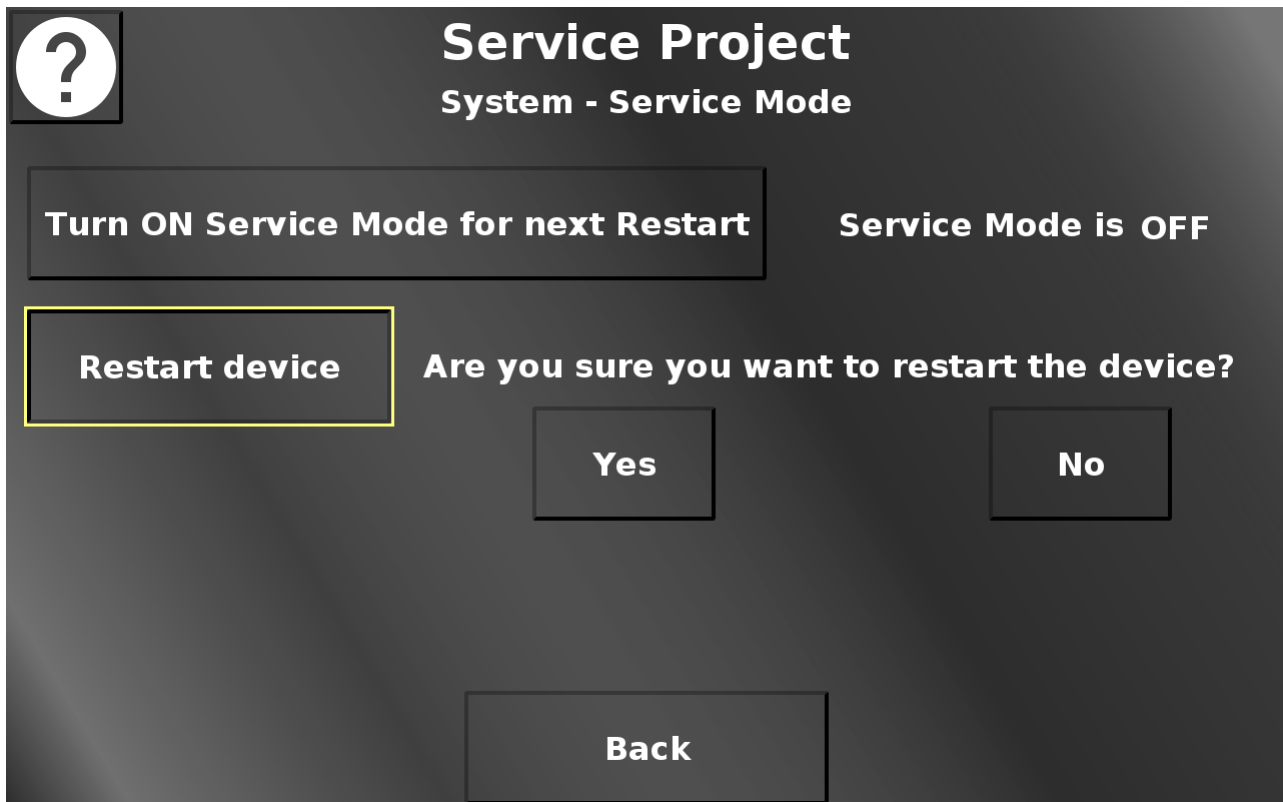 ?
Service Project
System - Service Mode
Turn ON Service Mode for next Restart
Service Mode is OFF
Restart device
Are you sure you want to restart the device?
Yes
No
Back